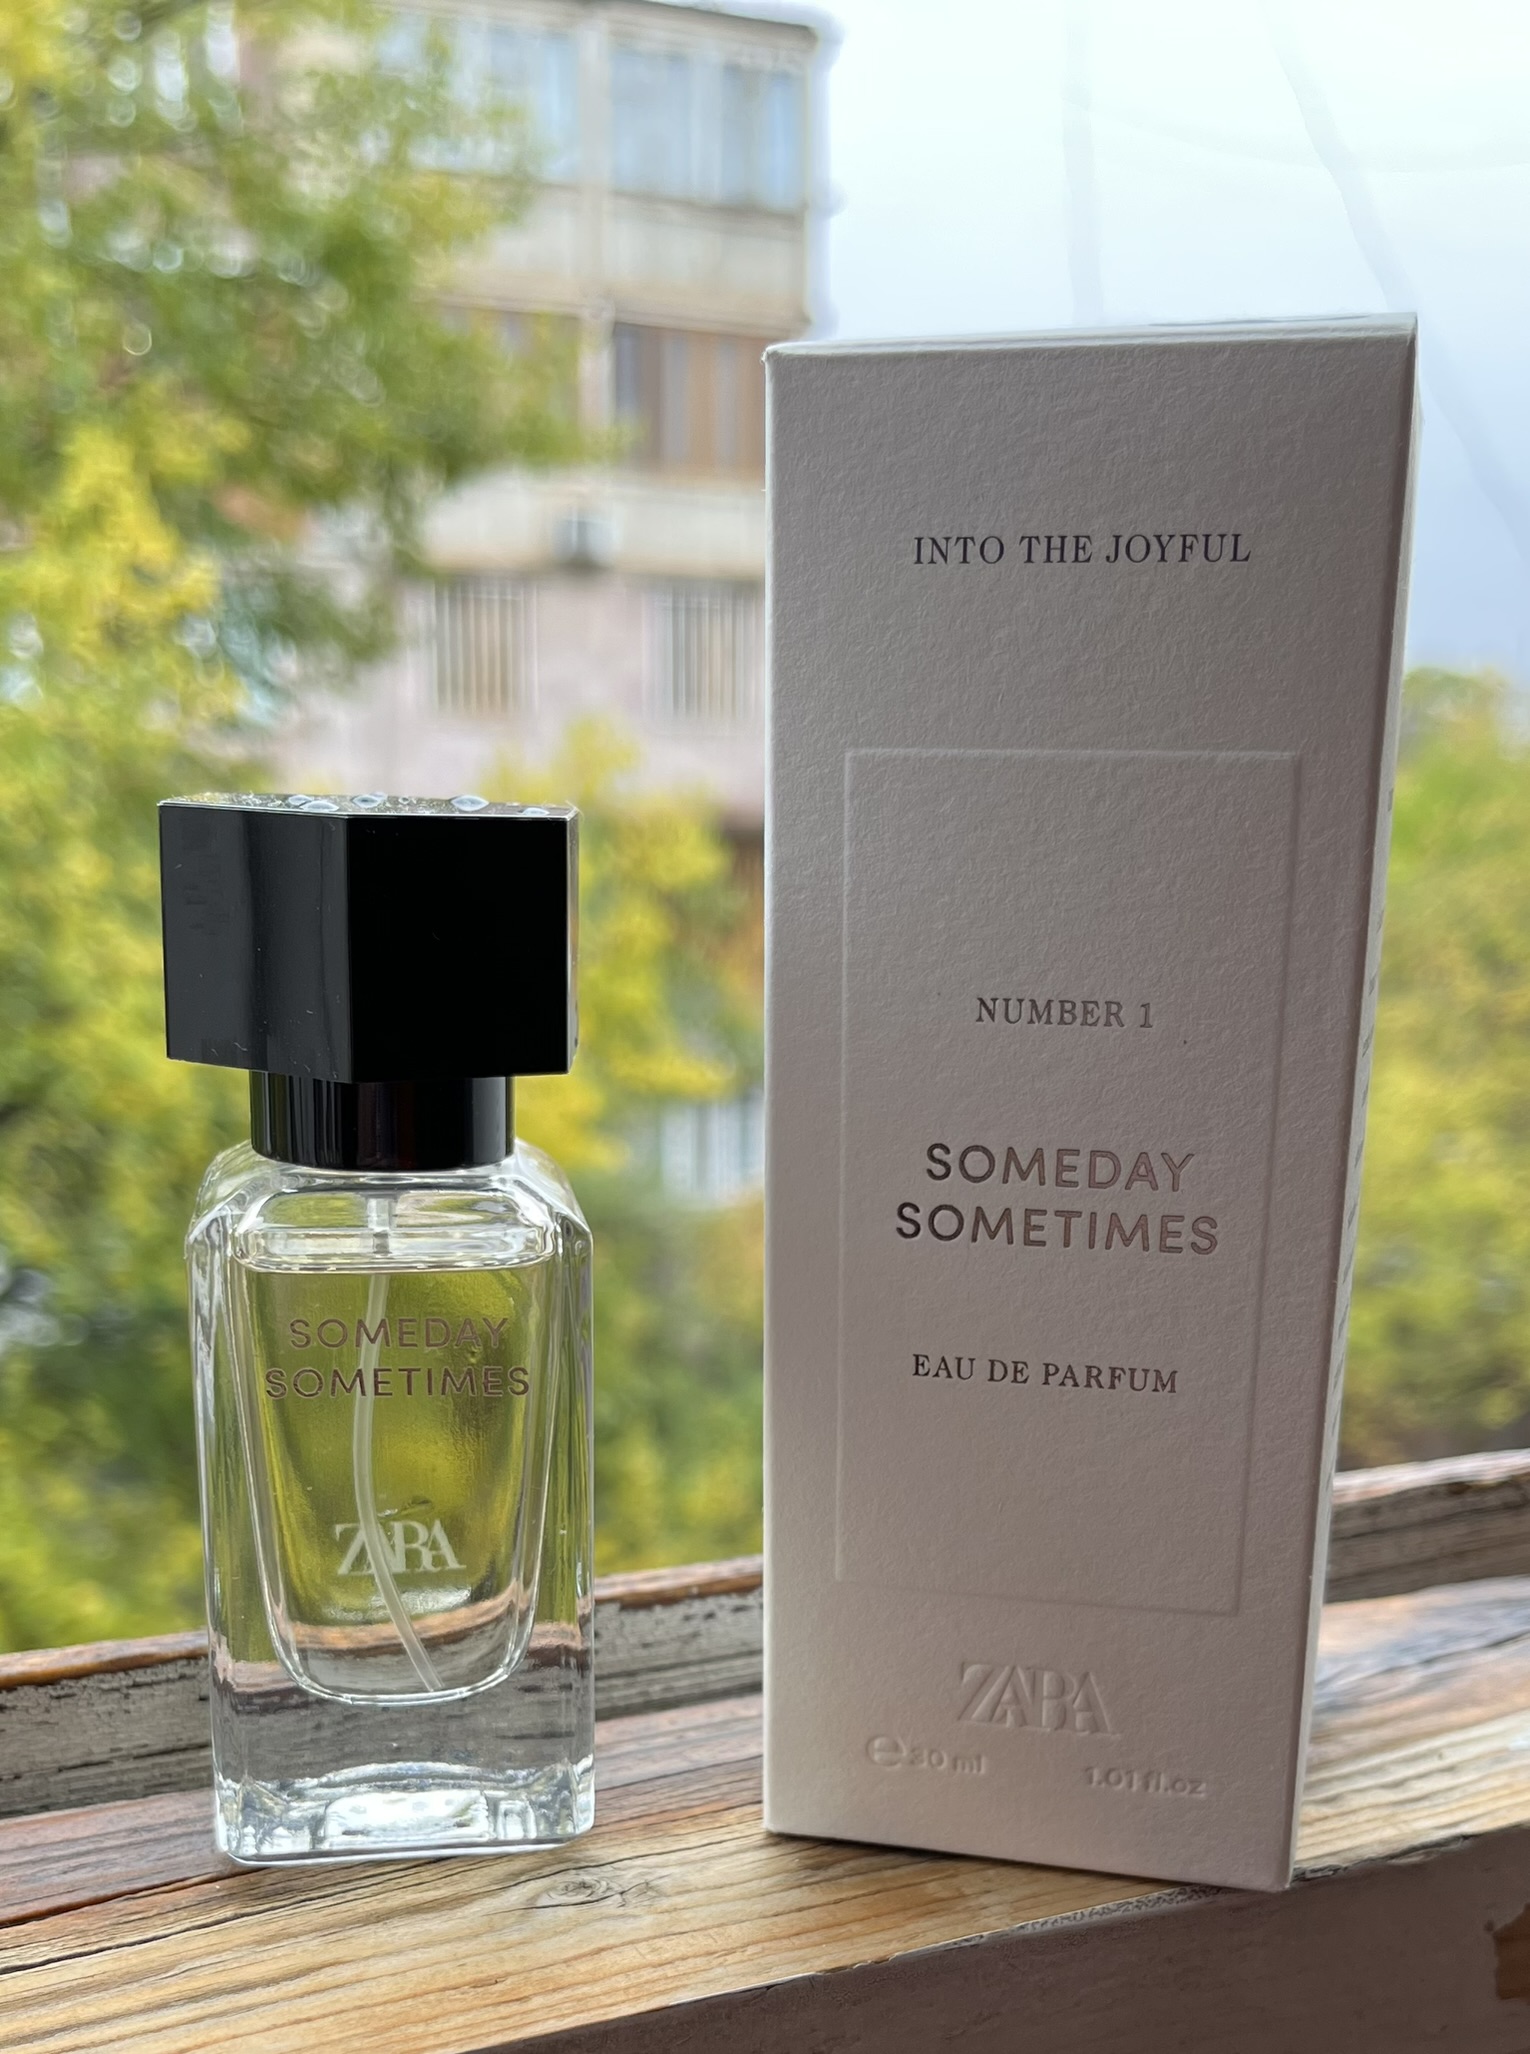 SOMEDAY
SOMETIMES
ZARA
INTO THE JOYFUL
NUMBER 1
SOMEDAY
SOMETIMES
EAU DE PARFUM
ZARA
℮30 ml 1.01 fl.oz